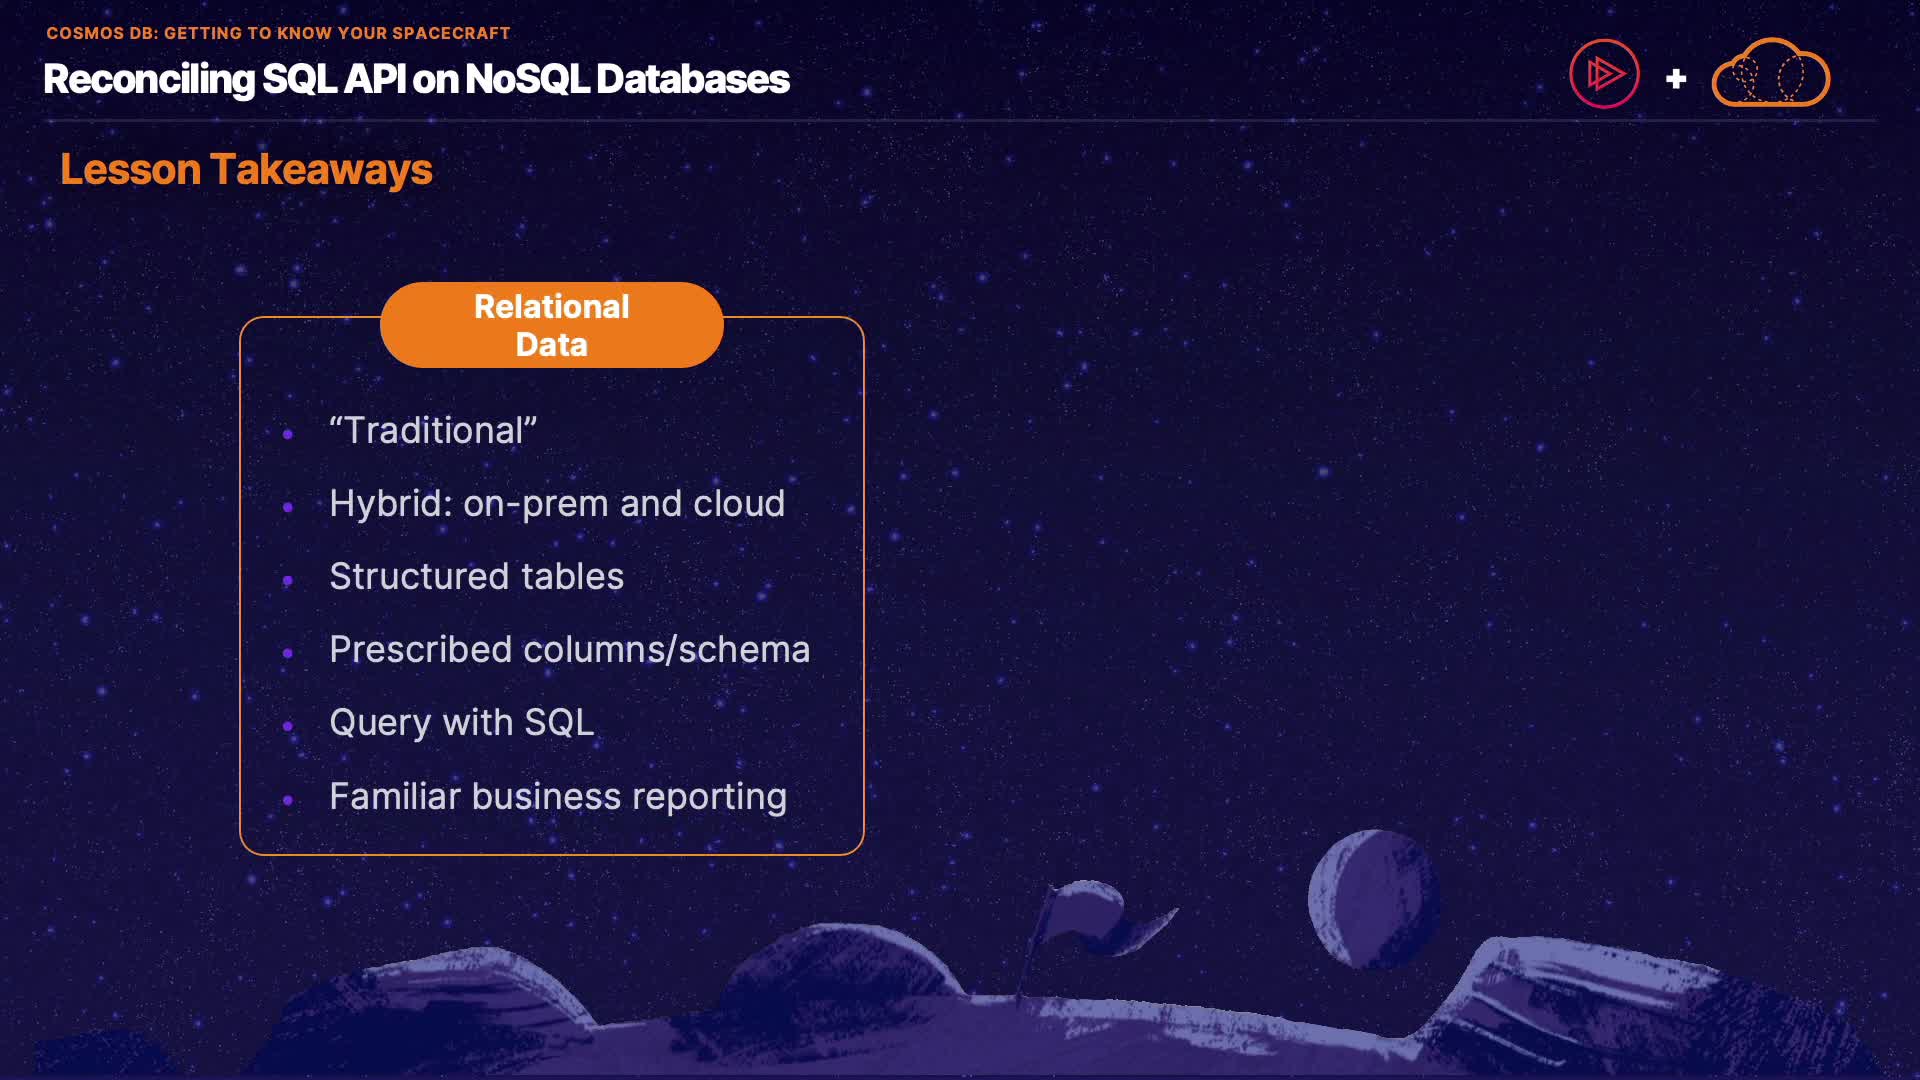 COSMOS DB: GETTING TO KNOW YOUR SPACECRAFT
Reconciling SQL API on NoSQL Databases
Lesson Takeaways
Relational
Data
“Traditional”
Hybrid: on-prem and cloud
Structured tables
Prescribed columns/schema
Query with SQL
Familiar business reporting